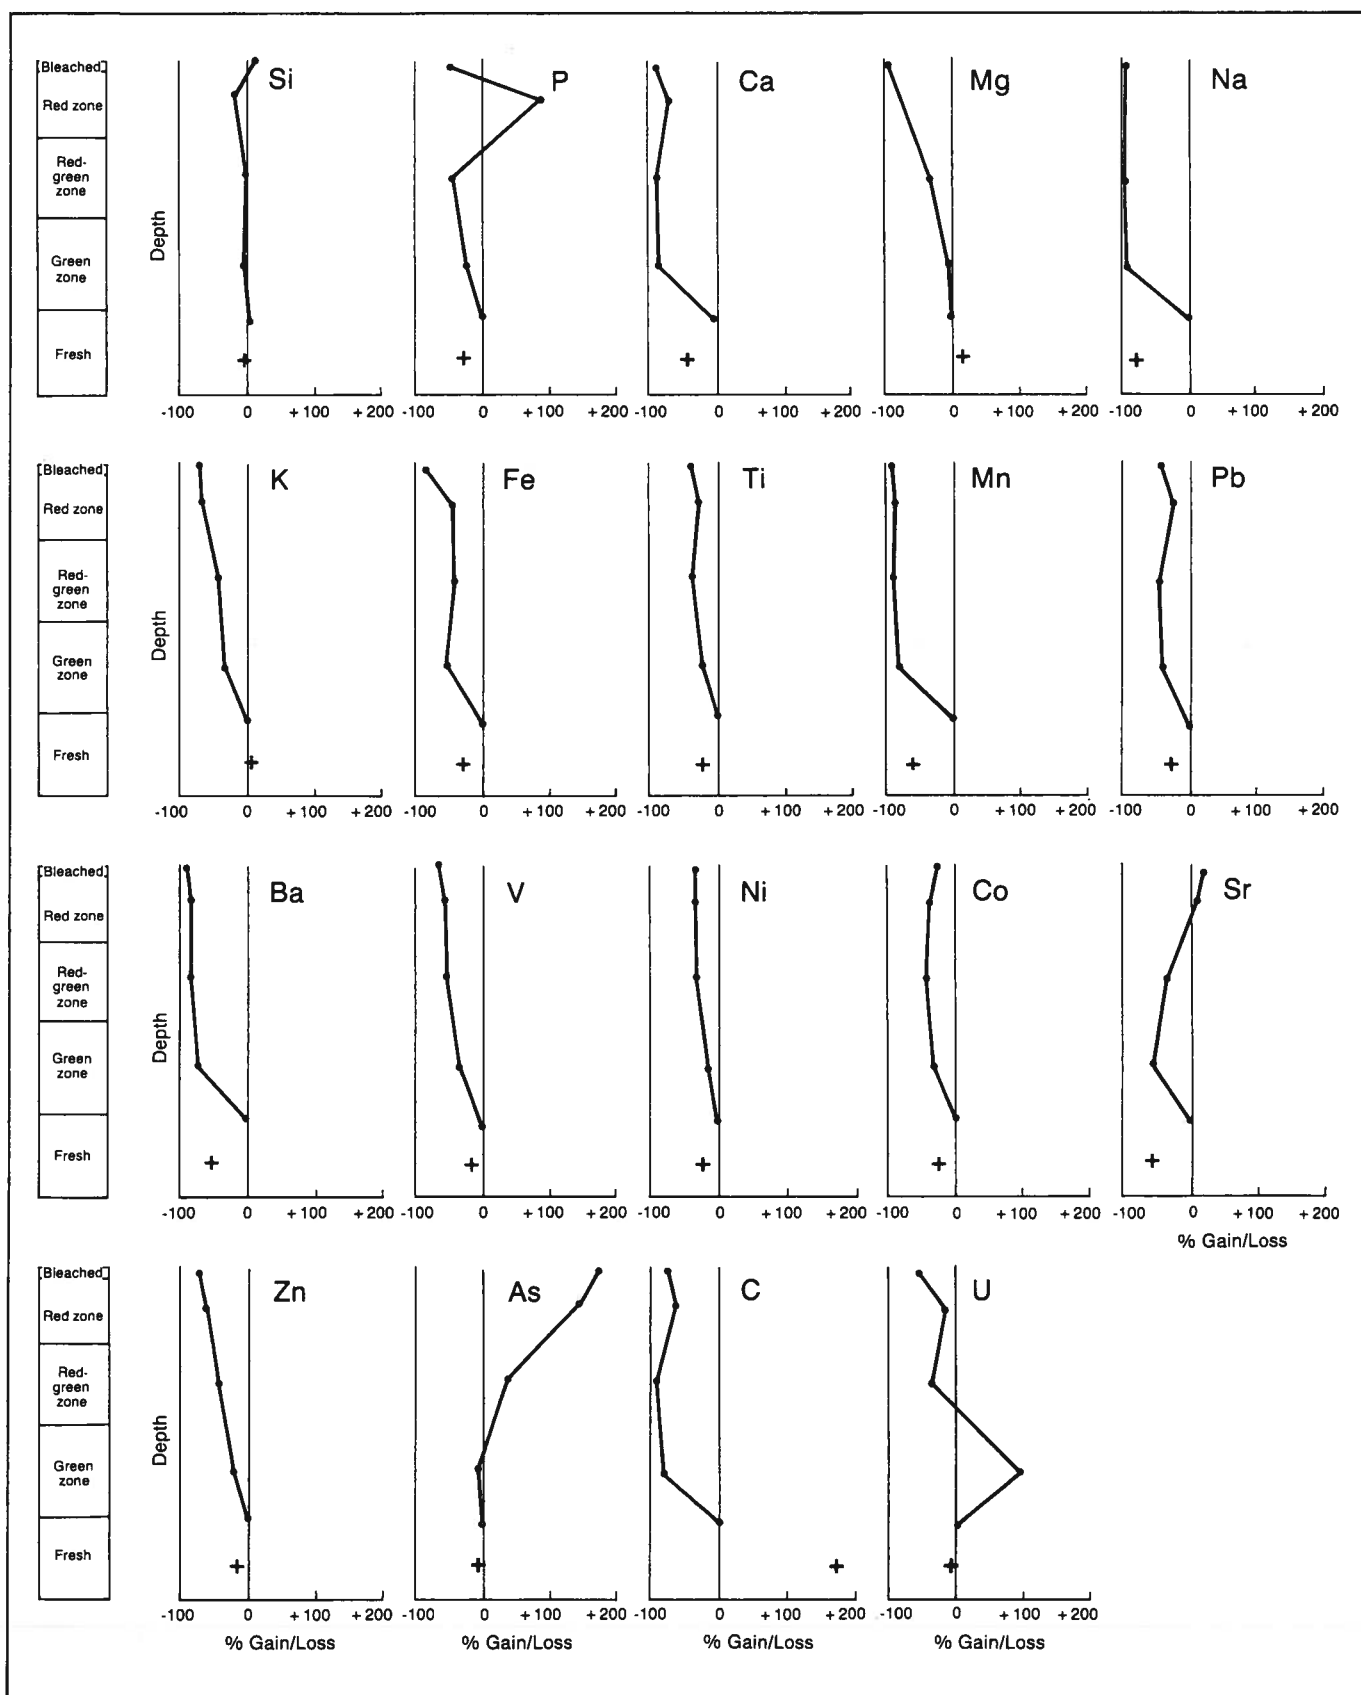 [Bleached]
Red zone
Red-
green
zone
Green
zone
Fresh
Depth
Si
P
Ca
Mg
Na
-100 0 +100 +200
-100 0 +100 +200
-100 0 +100 +200
-100 0 +100 +200
-100 0 +100 +200
[Bleached]
Red zone
Red-
green
zone
Green
zone
Fresh
Depth
K
Fe
Ti
Mn
Pb
-100 0 +100 +200
-100 0 +100 +200
-100 0 +100 +200
-100 0 +100 +200
-100 0 +100 +200
[Bleached]
Red zone
Red-
green
zone
Green
zone
Fresh
Depth
Ba
V
Ni
Co
Sr
-100 0 +100 +200
-100 0 +100 +200
-100 0 +100 +200
-100 0 +100 +200
-100 0 +100 +200
% Gain/Loss
[Bleached]
Red zone
Red-
green
zone
Green
zone
Fresh
Depth
Zn
As
C
U
-100 0 +100 +200
-100 0 +100 +200
-100 0 +100 +200
-100 0 +100 +200
% Gain/Loss
% Gain/Loss
% Gain/Loss
% Gain/Loss